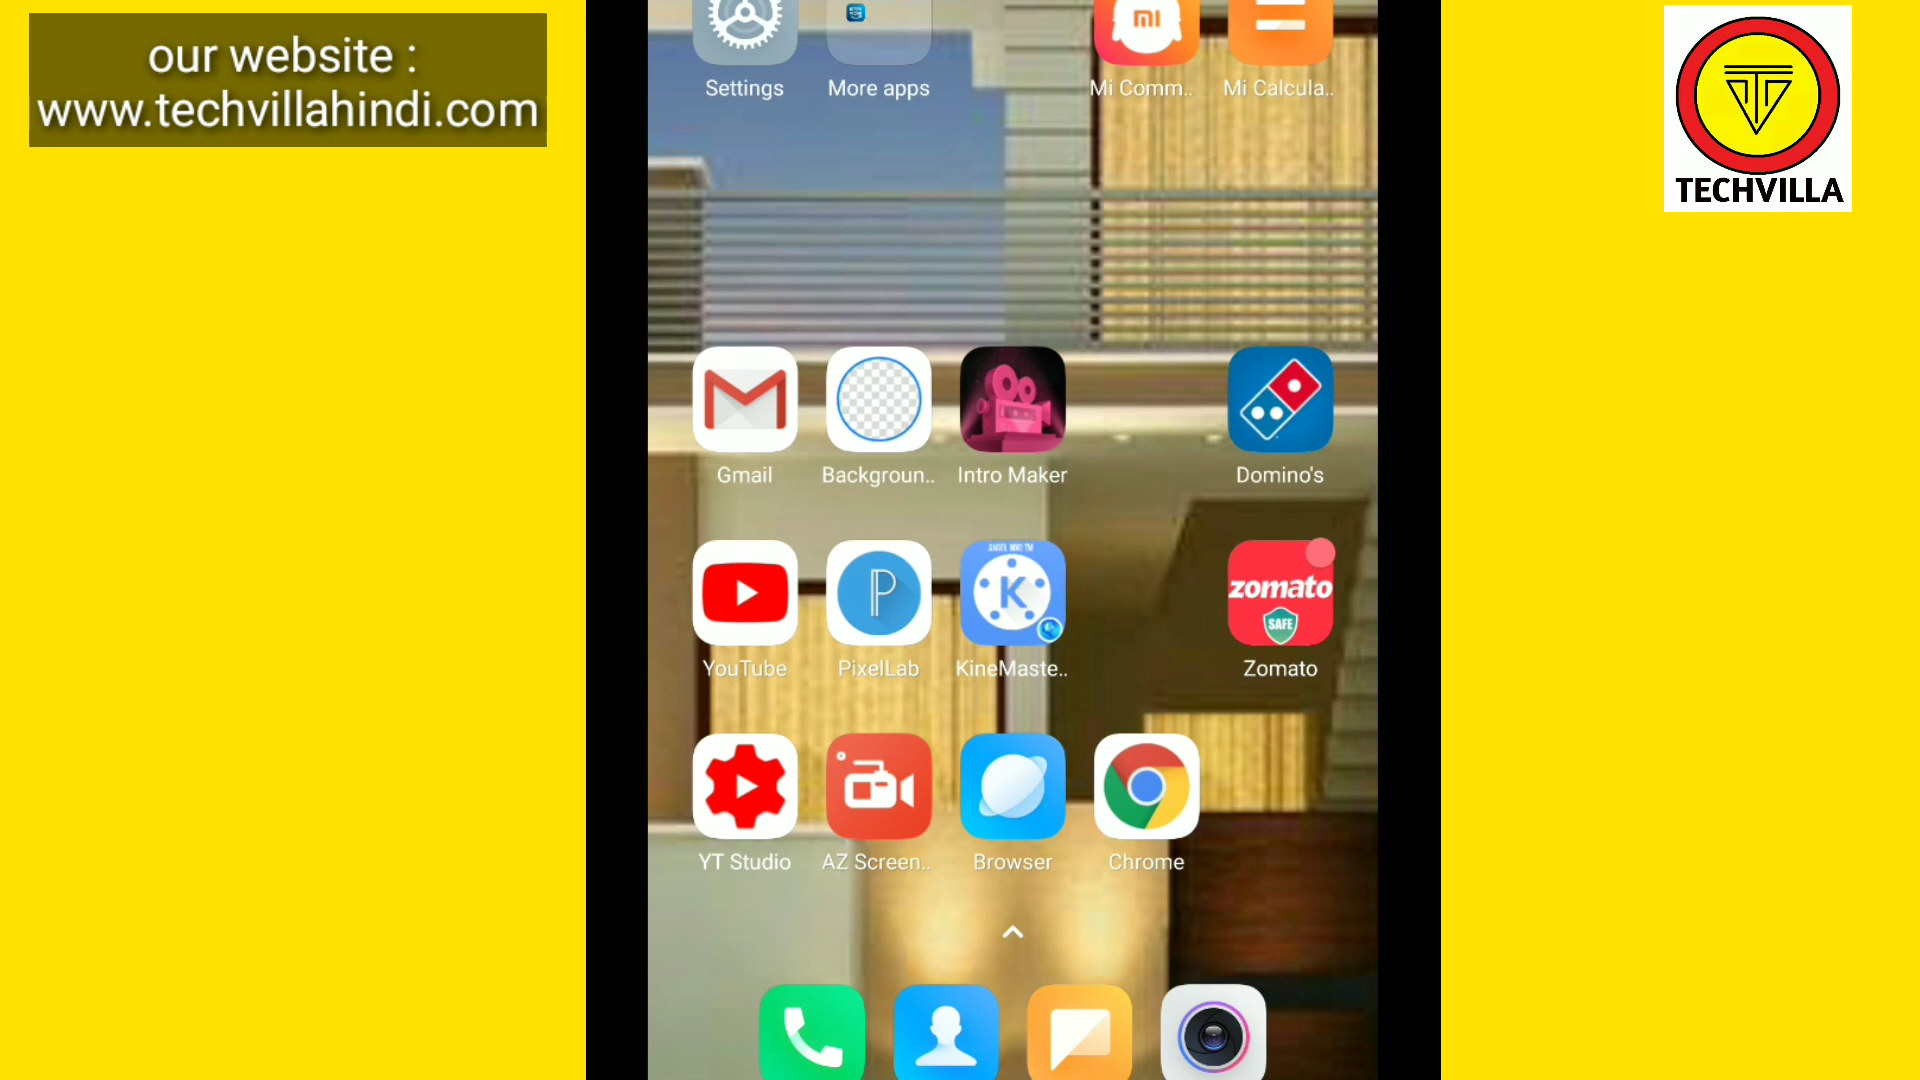 our website :
www.techvillahindi.com
TECHVILLA
Settings
More apps
Mi Comm..
Mi Calcula..
Gmail
Backgroun..
Intro Maker
Domino's
zomato
SAFE
YouTube
PixelLab
K
KineMaste..
Zomato
YT Studio
AZ Screen..
Browser
Chrome